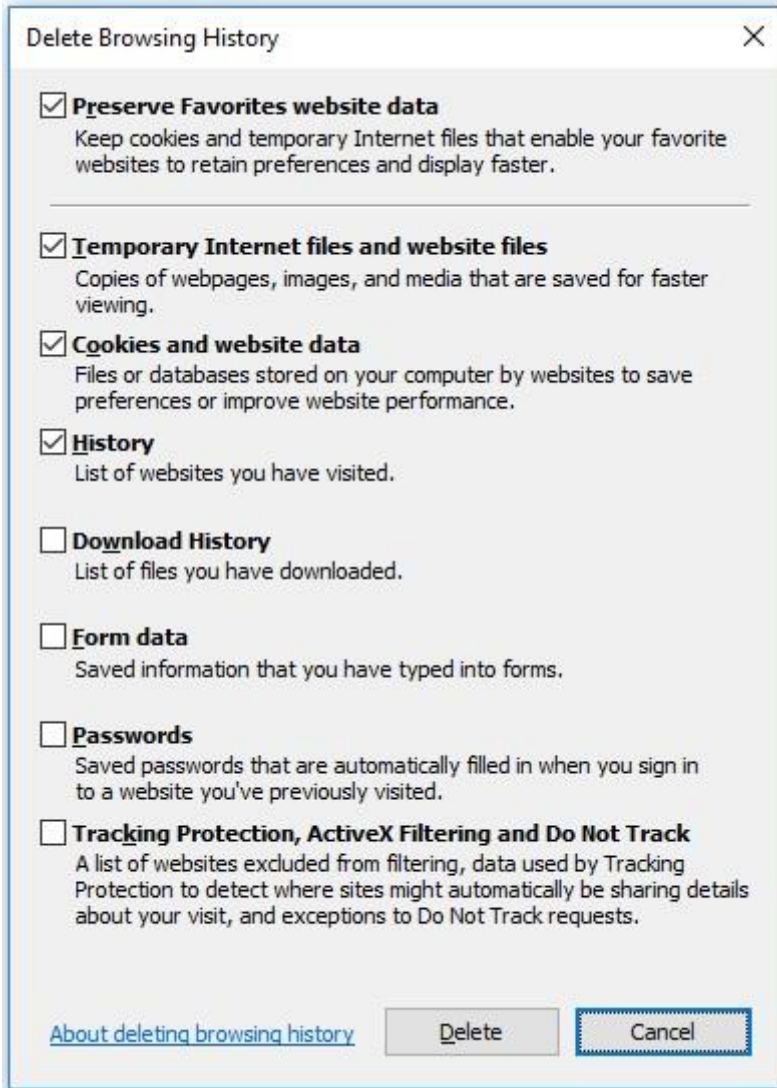 Delete Browsing History
Preserve Favorites website data
Keep cookies and temporary Internet files that enable your favorite
websites to retain preferences and display faster.
Temporary Internet files and website files
Copies of webpages, images, and media that are saved for faster
viewing.
Cookies and website data
Files or databases stored on your computer by websites to save
preferences or improve website performance.
History
List of websites you have visited.
Download History
List of files you have downloaded.
Form data
Saved information that you have typed into forms.
Passwords
Saved passwords that are automatically filled in when you sign in
to a website you've previously visited.
Tracking Protection, ActiveX Filtering and Do Not Track
A list of websites excluded from filtering, data used by Tracking
Protection to detect where sites might automatically be sharing details
about your visit, and exceptions to Do Not Track requests.
About deleting browsing history
Delete
Cancel